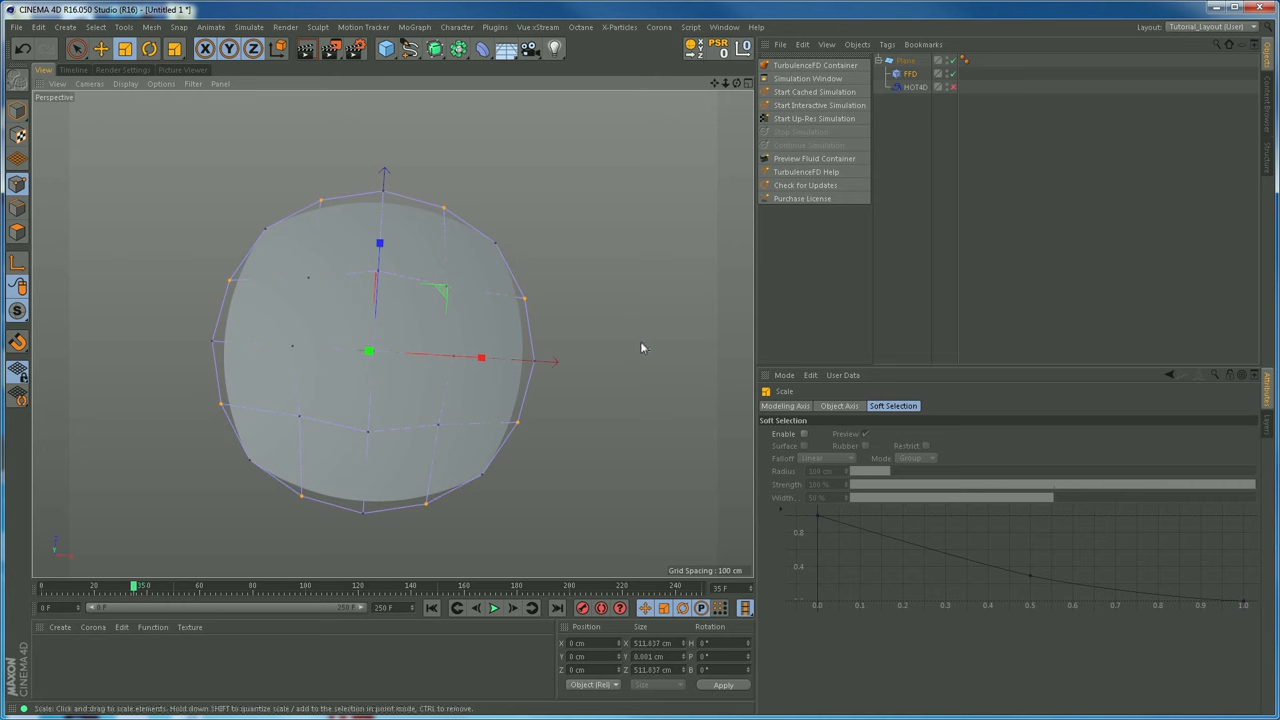 CINEMA 4D R16.050 Studio (R16) - [Untitled 1 *]
File Edit Create Select Tools Mesh Snap Animate Simulate Render Sculpt Motion Tracker MoGraph Character Plugins Vue xStream Octane X-Particles Corona Script Window Help
Layout: Tutorial_Layout (User)
PSR
X Y Z
View Timeline Render Settings Picture Viewer
View Cameras Display Options Filter Panel
Perspective
Grid Spacing : 100 cm
TurbulenceFD Container
Simulation Window
Start Cached Simulation
Start Interactive Simulation
Start Up-Res Simulation
Stop Simulation
Continue Simulation
Preview Fluid Container
TurbulenceFD Help
Check for Updates
Purchase License
File Edit View Objects Tags Bookmarks
Plane
FFD
HOT4D
Objects
Content Browser
Structure
Mode Edit User Data
Scale
Modeling Axis Object Axis Soft Selection
Soft Selection
Enable Preview
Surface Rubber Restrict
Falloff Linear Mode Group
Radius 100 cm
Strength 100 %
Width . . 50 %
0.8
0.4
0.0 0.1 0.2 0.3 0.4 0.5 0.6 0.7 0.8 0.9 1.0
Attributes
Layers
0 20 350 60 80 100 120 140 160 180 200 220 240
35 F
0 F 0 F 250 F 250 F
Create Corona Edit Function Texture
Position Size Rotation
X 0 cm X 511.837 cm H 0 °
Y 0 cm Y 0.001 cm P 0 °
Z 0 cm Z 511.837 cm B 0 °
Object (Rel) Size Apply
MAXON CINEMA 4D
Scale: Click and drag to scale elements. Hold down SHIFT to quantize scale / add to the selection in point mode, CTRL to remove.